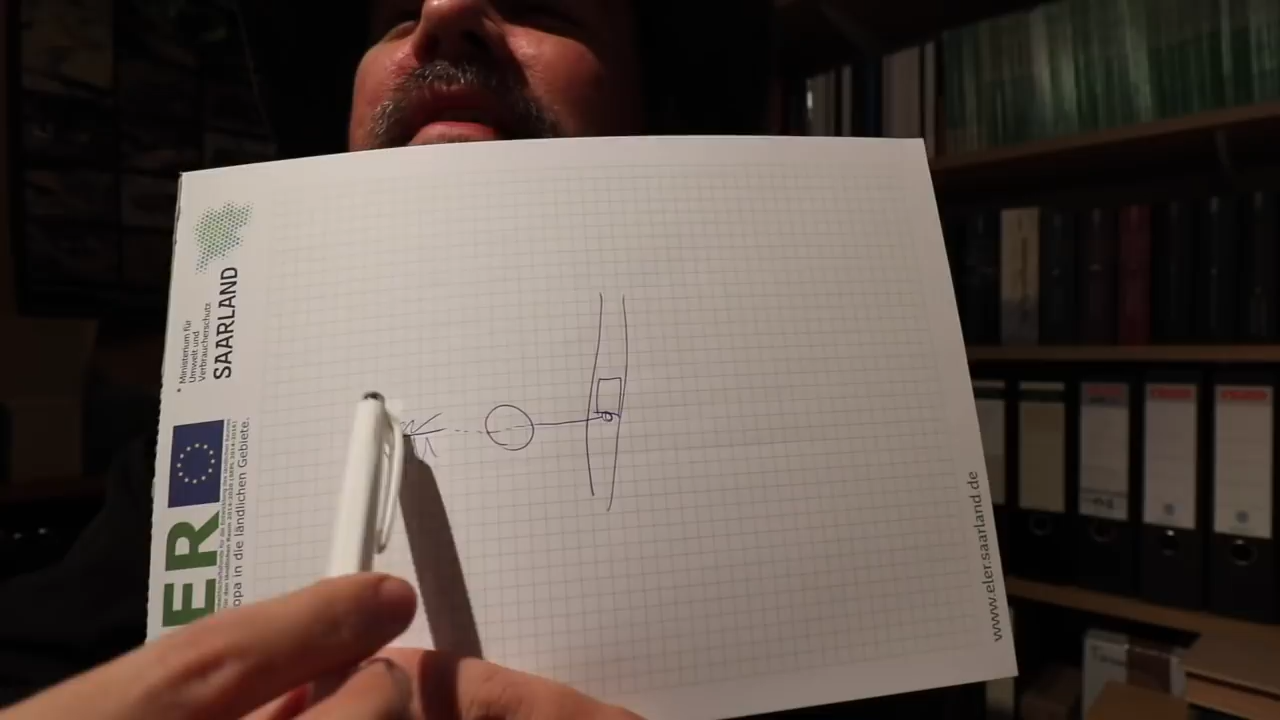 Ministerium für
Umwelt und
Verbraucherschutz
SAARLAND
ER
opa in die ländlichen Gebiete.
www.eler.saarland.de